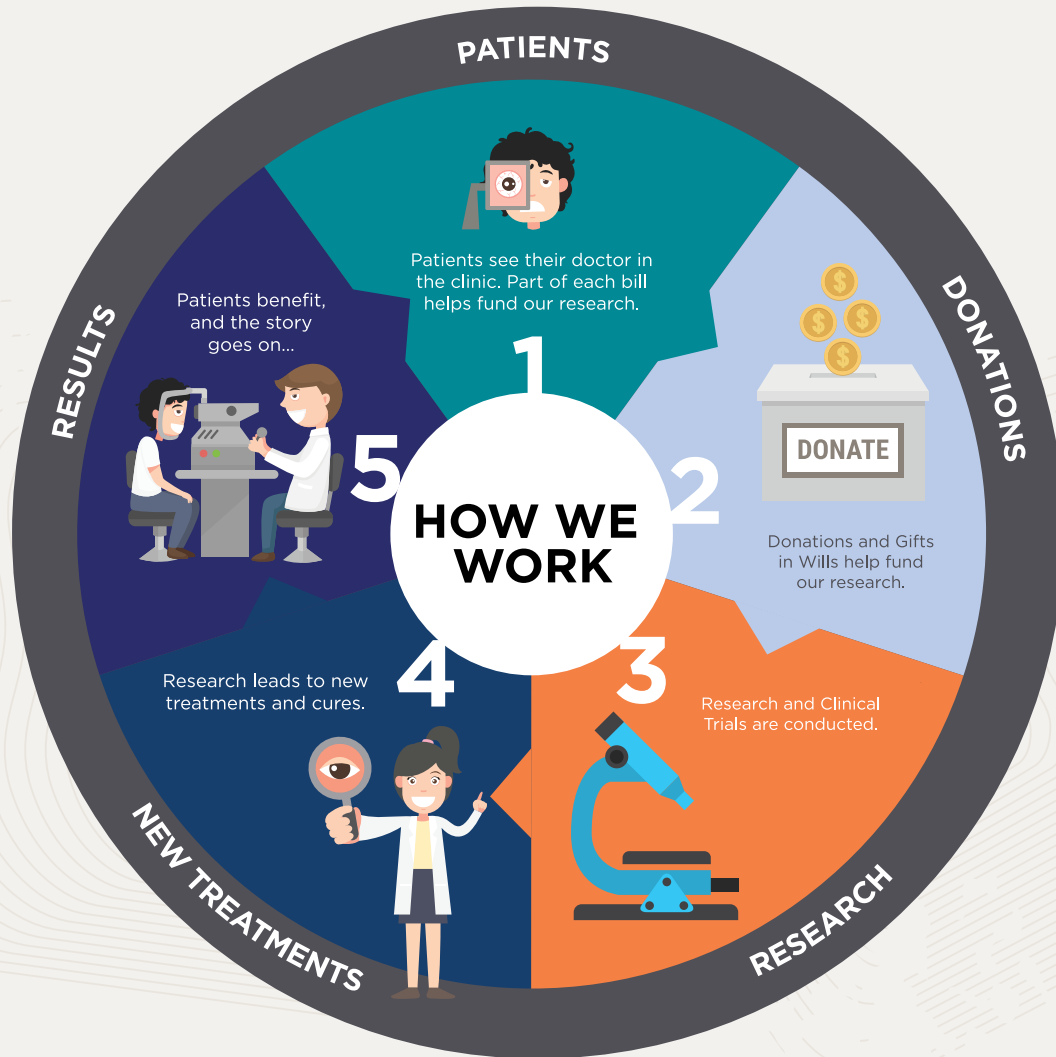 PATIENTS
Patients see their doctor in
the clinic. Part of each bill
helps fund our research.
1
DONATIONS
$
$
$
$
DONATE
2
Donations and Gifts
in Wills help fund
our research.
3
Research and Clinical
Trials are conducted.
RESEARCH
4
Research leads to new
treatments and cures.
NEW TREATMENTS
RESULTS
Patients benefit,
and the story
goes on...
5
HOW WE
WORK